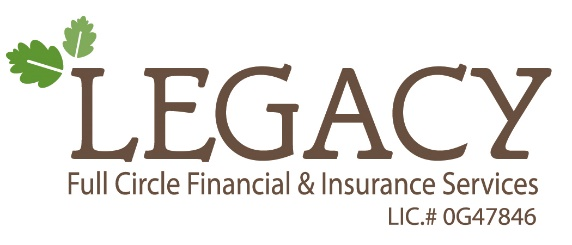 LEGACY
Full Circle Financial & Insurance Services
LIC.# 0G47846